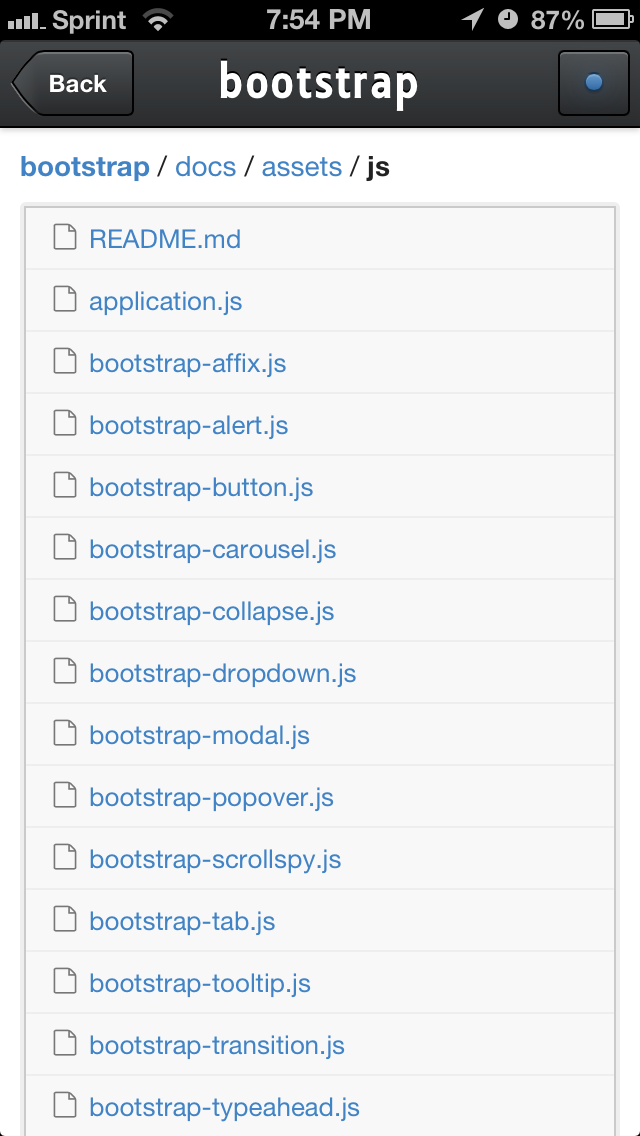 Sprint 7:54 PM 87%
Back bootstrap
bootstrap / docs / assets / js
README.md
application.js
bootstrap-affix.js
bootstrap-alert.js
bootstrap-button.js
bootstrap-carousel.js
bootstrap-collapse.js
bootstrap-dropdown.js
bootstrap-modal.js
bootstrap-popover.js
bootstrap-scrollspy.js
bootstrap-tab.js
bootstrap-tooltip.js
bootstrap-transition.js
bootstrap-typeahead.js